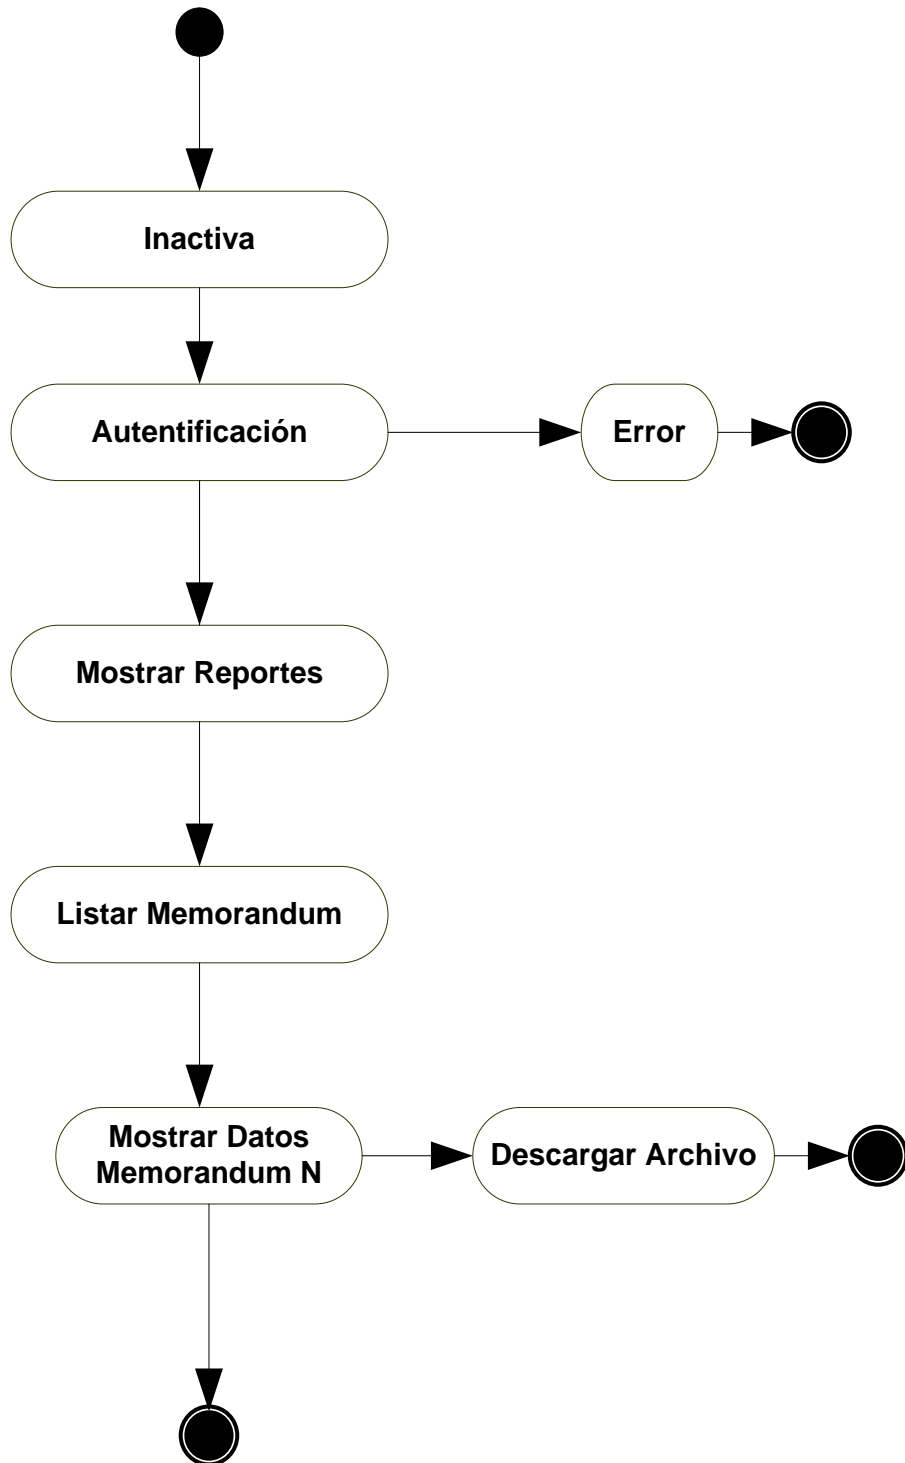 Inactiva
Autentificación
Error
Mostrar Reportes
Listar Memorandum
Mostrar Datos
Memorandum N
Descargar Archivo